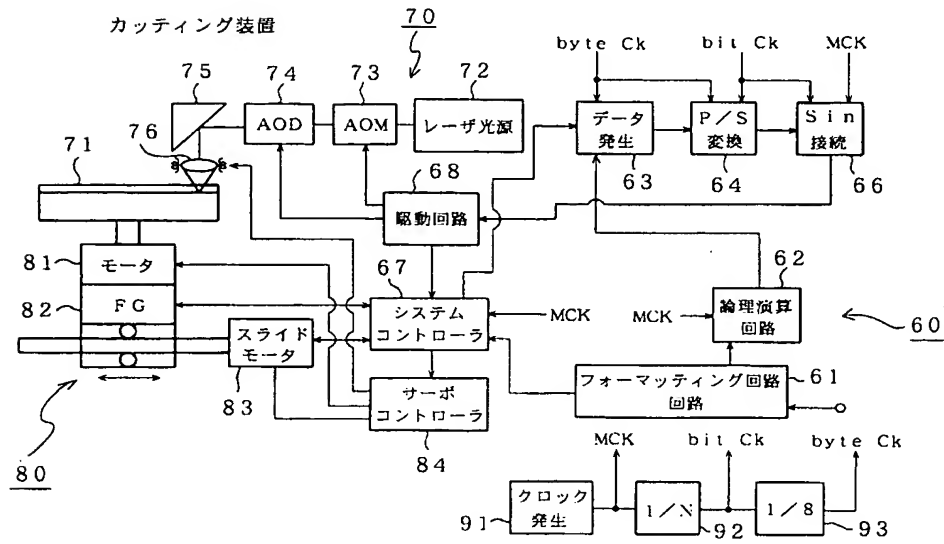 カッティング装置
70
byte Ck
bit Ck
MCK
75
74
73
72
AOD
AOM
レーザ光源
データ
発生
P/S
変換
Sin
接続
76
71
68
63
64
66
駆動回路
81
モータ
67
62
82
FG
システム
コントローラ
MCK
MCK
論理演算
回路
60
スライド
モータ
83
フォーマッティング回路
回路
61
サーボ
コントローラ
84
80
MCK
bit Ck
byte Ck
91
クロック
発生
1/N
92
1/8
93